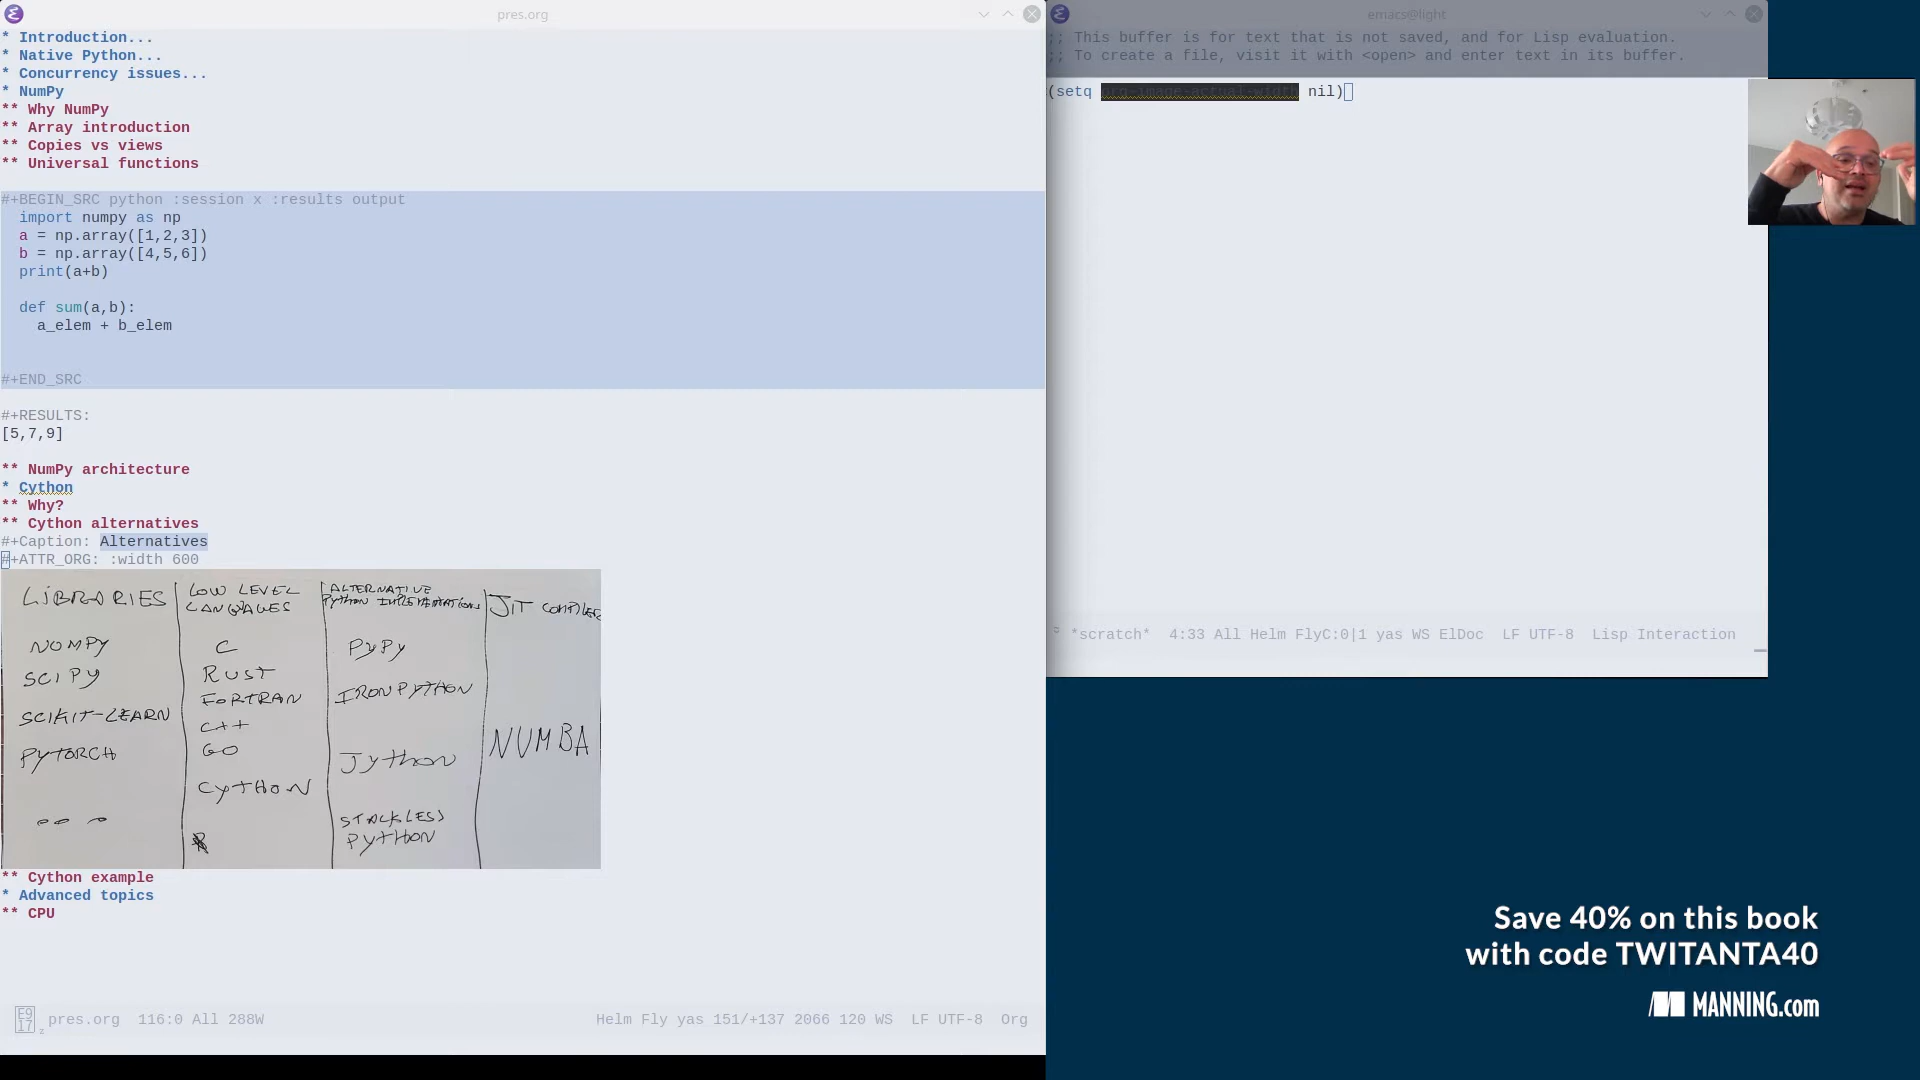 pres.org
* Introduction...
* Native Python...
* Concurrency issues...
* NumPy
** Why NumPy
** Array introduction
** Copies vs views
** Universal functions
#+BEGIN_SRC python :session x :results output
import numpy as np
a = np.array([1,2,3])
b = np.array([4,5,6])
print(a+b)
def sum(a,b):
a_elem + b_elem
#+END_SRC
#+RESULTS:
[5,7,9]
** NumPy architecture
* Cython
** Why?
** Cython alternatives
#+Caption: Alternatives
#+ATTR_ORG: :width 600
LIBRARIES
NUMPY
SCIPY
SCIKIT-LEARN
PYTORCH
LOW LEVEL
LANGUAGES
C
RUST
FORTRAN
C++
GO
CYTHON
ALTERNATIVE
PYTHON IMPLEMENTATIONS
PYPY
IRONPYTHON
Jython
STACKLESS
PYTHON
JIT COMPILER
NUMBA
** Cython example
* Advanced topics
** CPU
pres.org 116:0 All 288W Helm Fly yas 151/+137 2066 120 WS LF UTF-8 Org
emacs@light
;; This buffer is for text that is not saved, and for Lisp evaluation.
;; To create a file, visit it with <open> and enter text in its buffer.
(setq org-image-actual-width nil)
*scratch* 4:33 All Helm FlyC:0|1 yas WS ElDoc LF UTF-8 Lisp Interaction
Save 40% on this book
with code TWITANTA40
MANNING.com